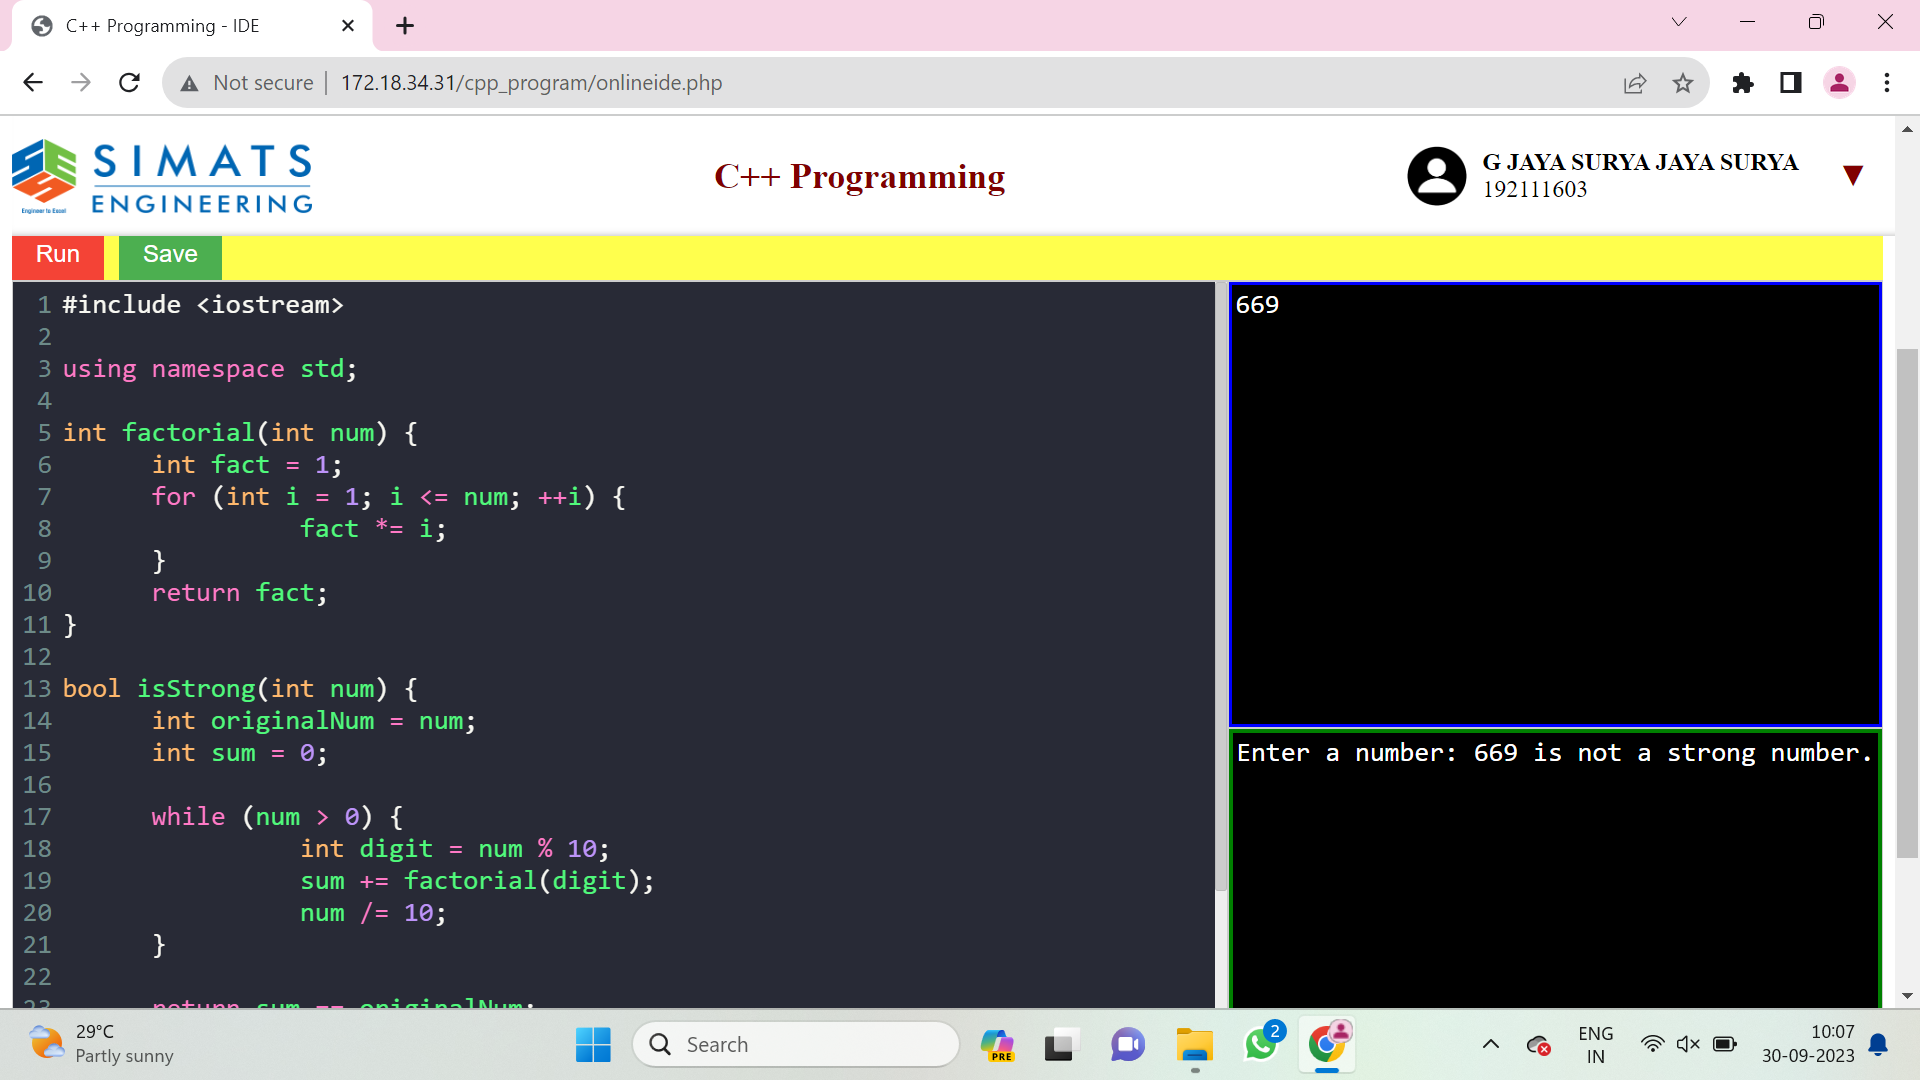 C++ Programming - IDE
Not secure | 172.18.34.31/cpp_program/onlineide.php
SIMATS
ENGINEERING
Engineer to Excel
C++ Programming
G JAYA SURYA JAYA SURYA
192111603
Run Save
1 #include <iostream>
2
3 using namespace std;
4
5 int factorial(int num) {
6 int fact = 1;
7 for (int i = 1; i <= num; ++i) {
8 fact *= i;
9 }
10 return fact;
11 }
12
13 bool isStrong(int num) {
14 int originalNum = num;
15 int sum = 0;
16
17 while (num > 0) {
18 int digit = num % 10;
19 sum += factorial(digit);
20 num /= 10;
21 }
22
23 return sum == originalNum;
669
Enter a number: 669 is not a strong number.
29°C
Partly sunny
Search
PRE
2
ENG
IN
10:07
30-09-2023